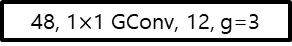 48, 1×1 GConv, 12, g=3